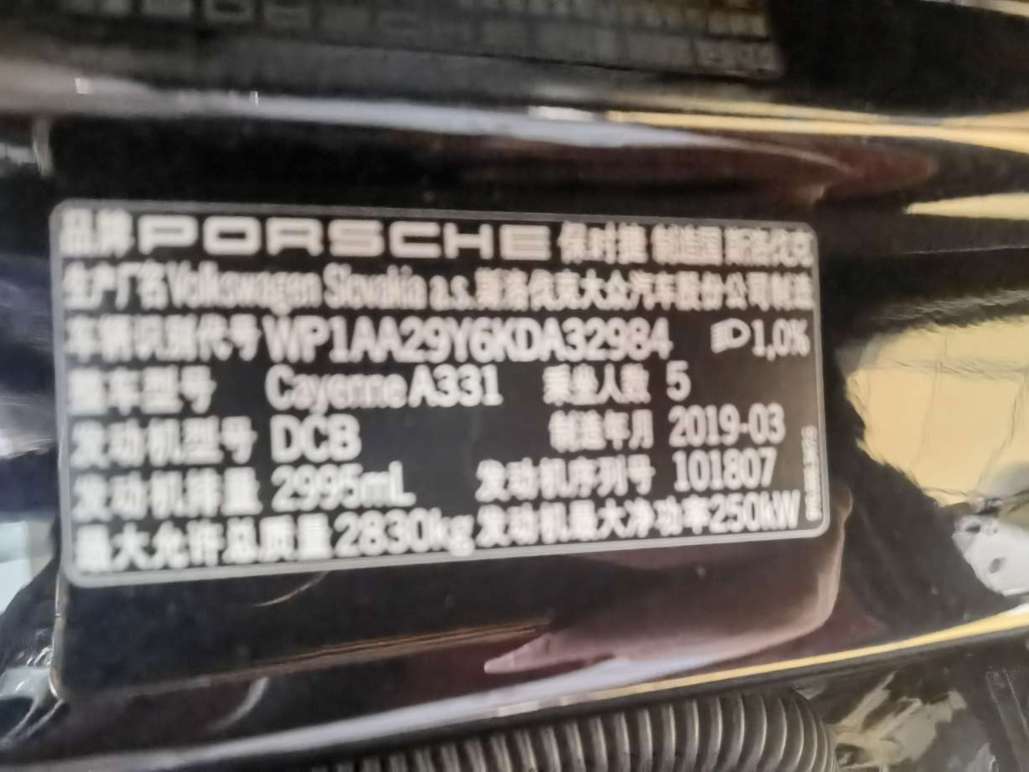 品牌 PORSCHE 保时捷 制造国 斯洛伐克
生产厂名 Volkswagen Slovakia a.s. 斯洛伐克大众汽车股份公司制造
车辆识别代号 WP1AA29Y6KDA32984 1,0%
整车型号 Cayenne A331 乘坐人数 5
发动机型号 DCB 制造年月 2019-03
发动机排量 2995mL 发动机序列号 101807
最大允许总质量 2830kg 发动机最大净功率 250kW